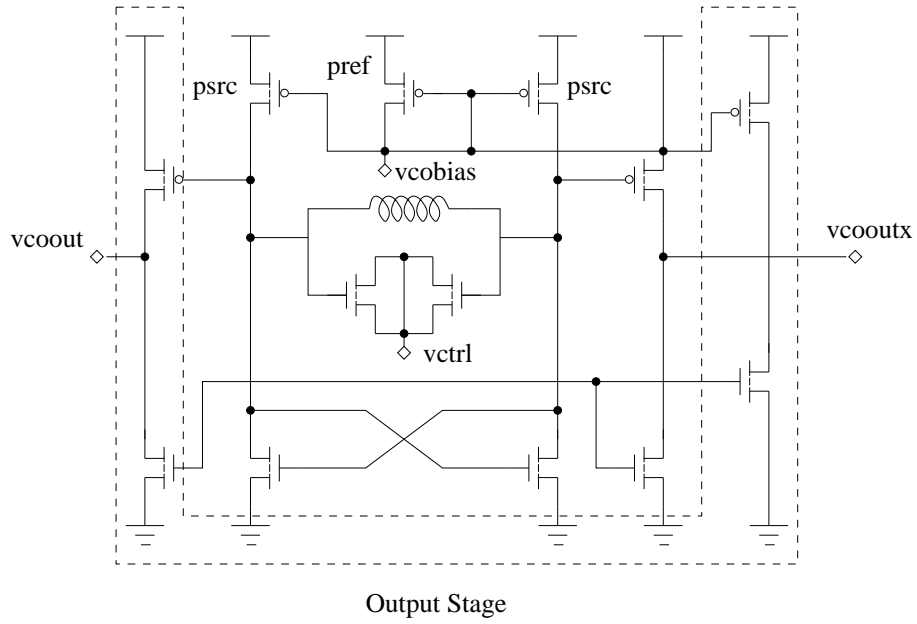 pref
psrc
psrc
vcobias
vcoout
vcooutx
vctrl
Output Stage